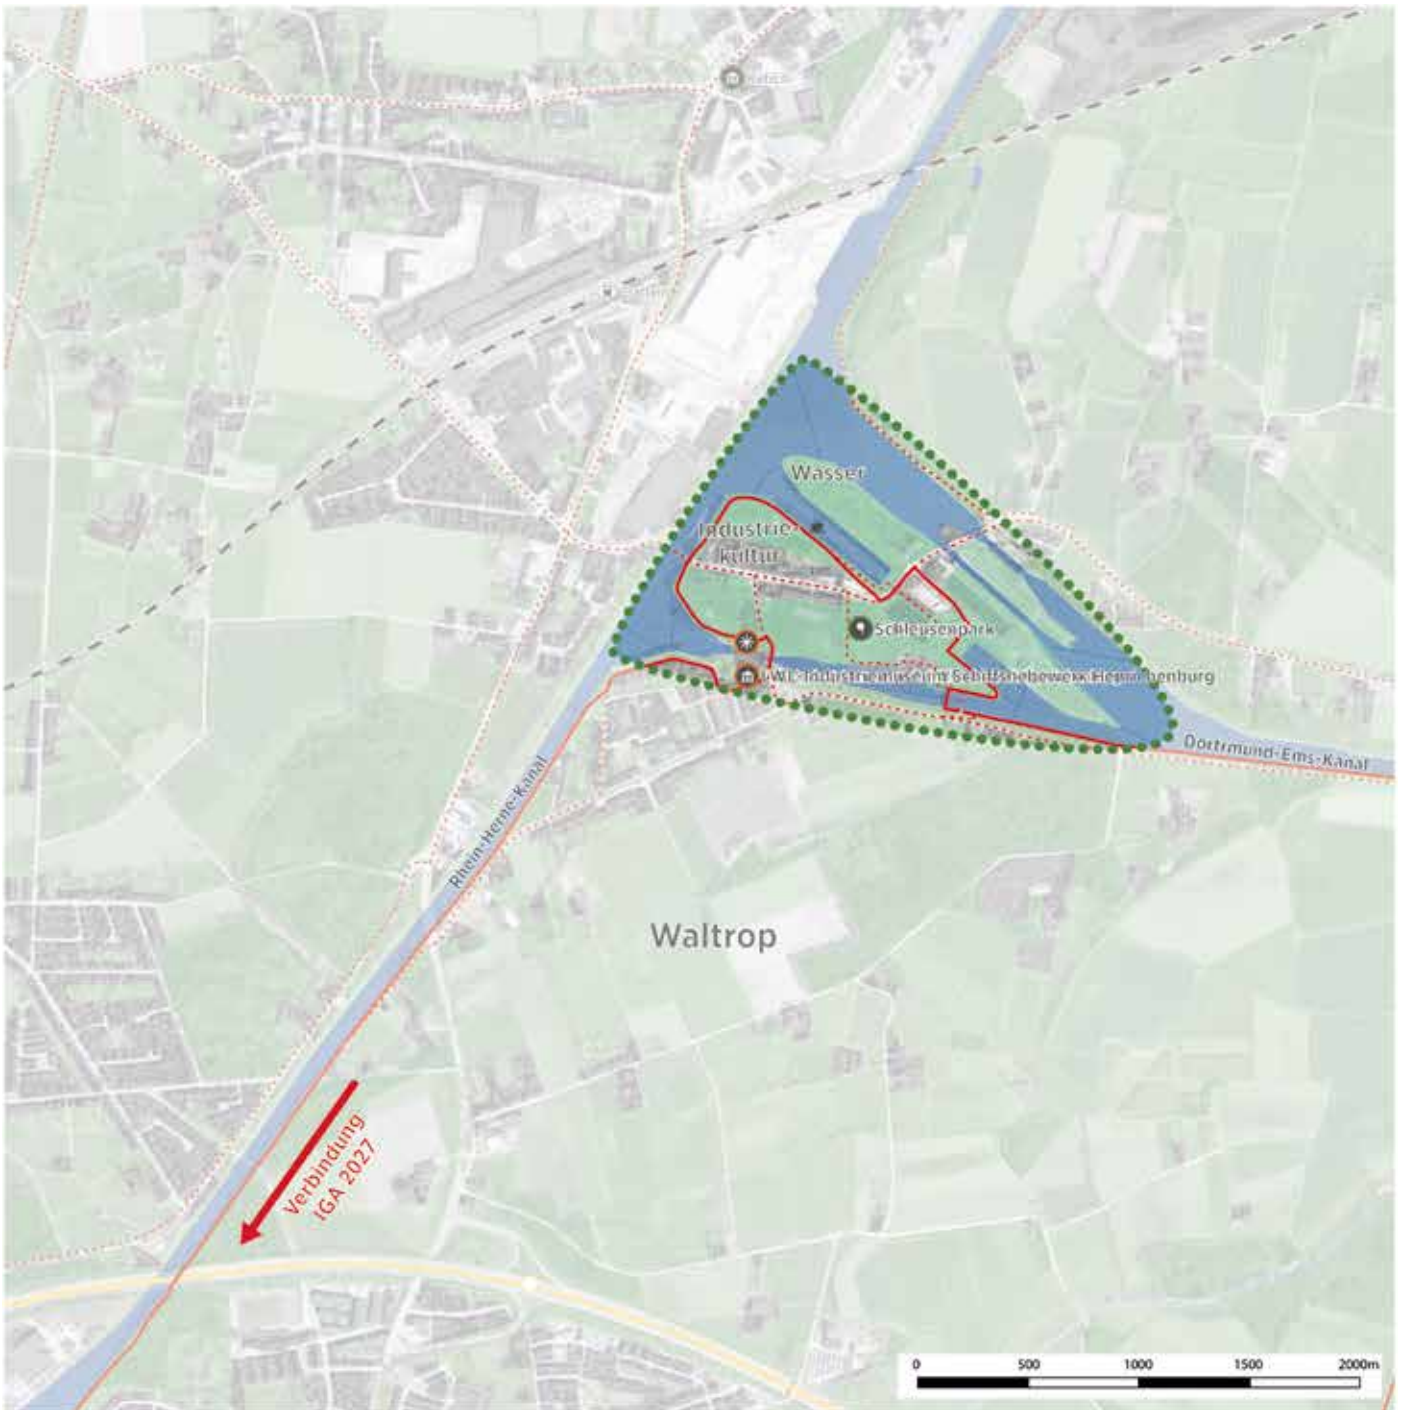 Wasser
Industrie-
kultur
Schleusenpark
WL-Industriemuseum Schiffshebewerk Henrichenburg
Dortmund-Ems-Kanal
Rhein-Herne-Kanal
Waltrop
Verbindung
IGA 2027
0 500 1000 1500 2000m